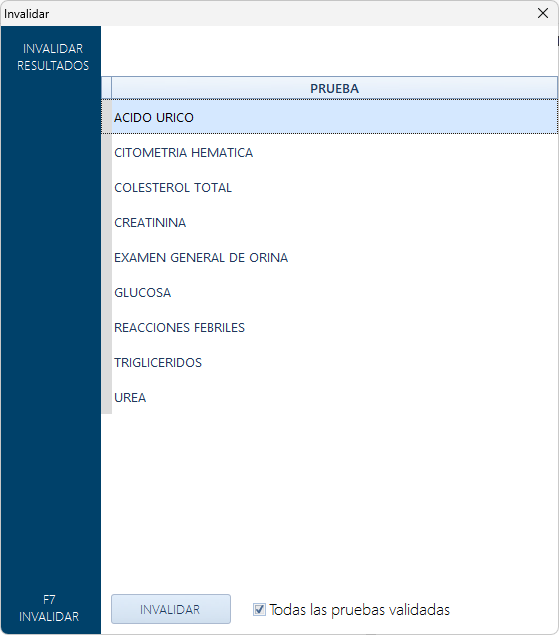 Invalidar
INVALIDAR
RESULTADOS
PRUEBA
ACIDO URICO
CITOMETRIA HEMATICA
COLESTEROL TOTAL
CREATININA
EXAMEN GENERAL DE ORINA
GLUCOSA
REACCIONES FEBRILES
TRIGLICERIDOS
UREA
F7
INVALIDAR
INVALIDAR
Todas las pruebas validadas